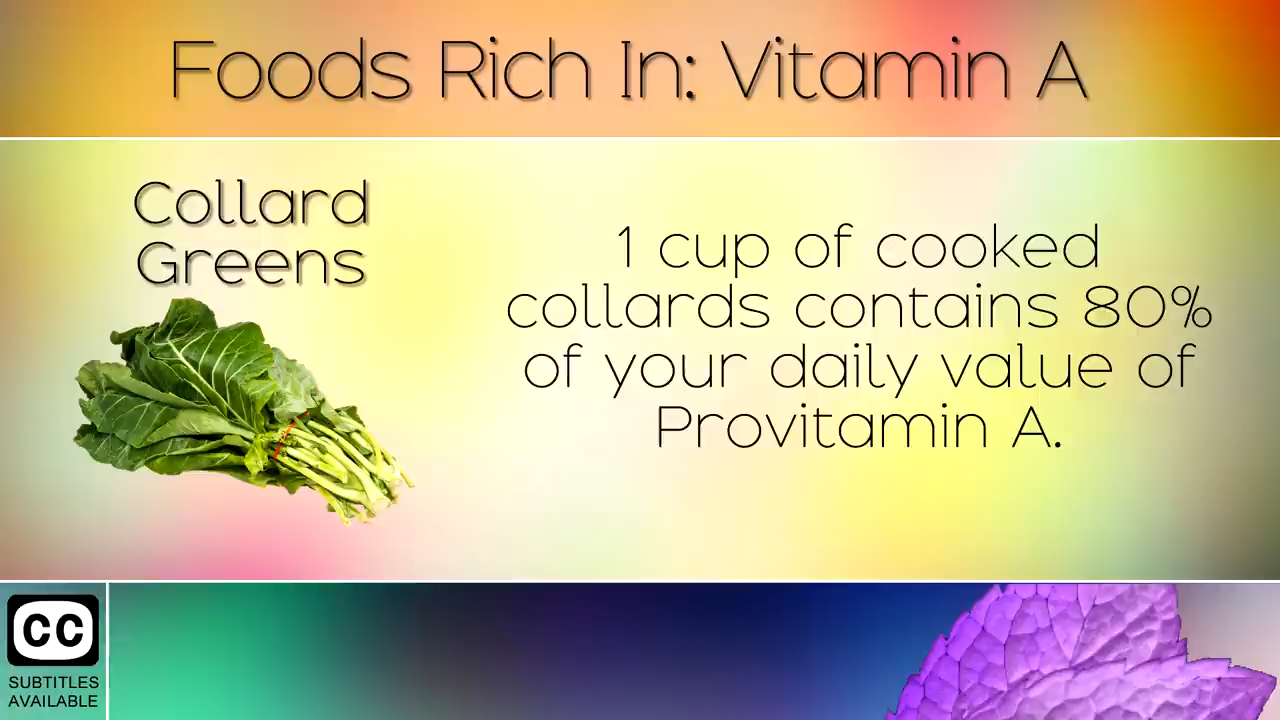 Foods Rich In: Vitamin A
Collard
Greens
1 cup of cooked
collards contains 80%
of your daily value of
Provitamin A.
CC
SUBTITLES
AVAILABLE